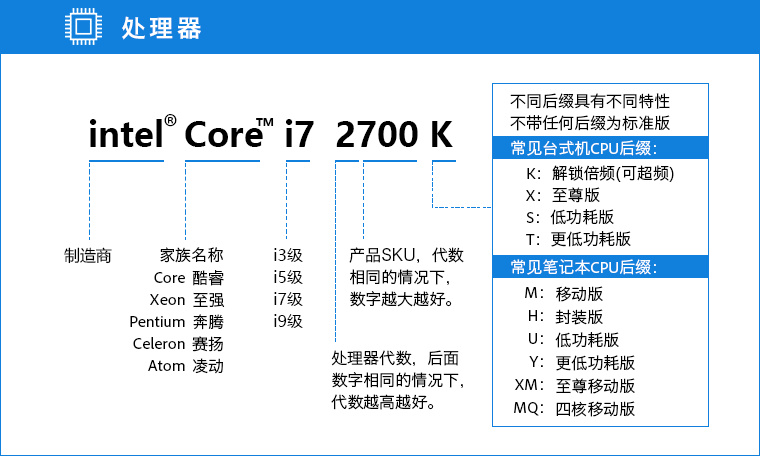 处理器
intel® Core™ i7 2700 K
制造商
家族名称
Core 酷睿
Xeon 至强
Pentium 奔腾
Celeron 赛扬
Atom 凌动
i3级
i5级
i7级
i9级
产品SKU，代数
相同的情况下，
数字越大越好。
处理器代数，后面
数字相同的情况下，
代数越高越好。
不同后缀具有不同特性
不带任何后缀为标准版
常见台式机CPU后缀：
K：解锁倍频(可超频)
X：至尊版
S：低功耗版
T：更低功耗版
常见笔记本CPU后缀：
M：移动版
H：封装版
U：低功耗版
Y：更低功耗版
XM：至尊移动版
MQ：四核移动版